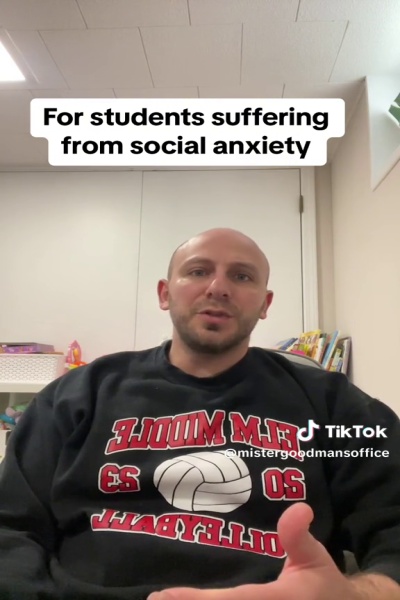 For students suffering
from social anxiety
ELM MIDDLE
TikTok
@mistergoodmansoffice
20 23
VOLLEYBALL